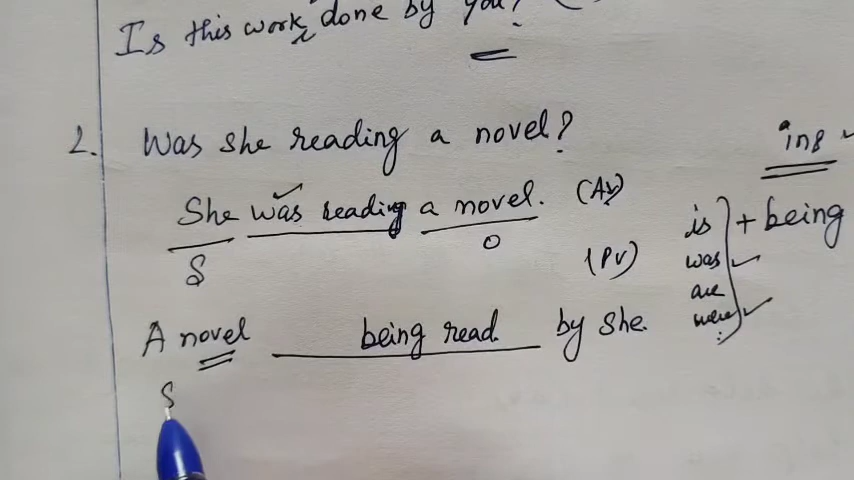 Is this work done by you?
2. Was she reading a novel?
ing
She was reading a novel. (AV)
S
O
is
was
are
were
+ being
(PV)
A novel being read by she.
S